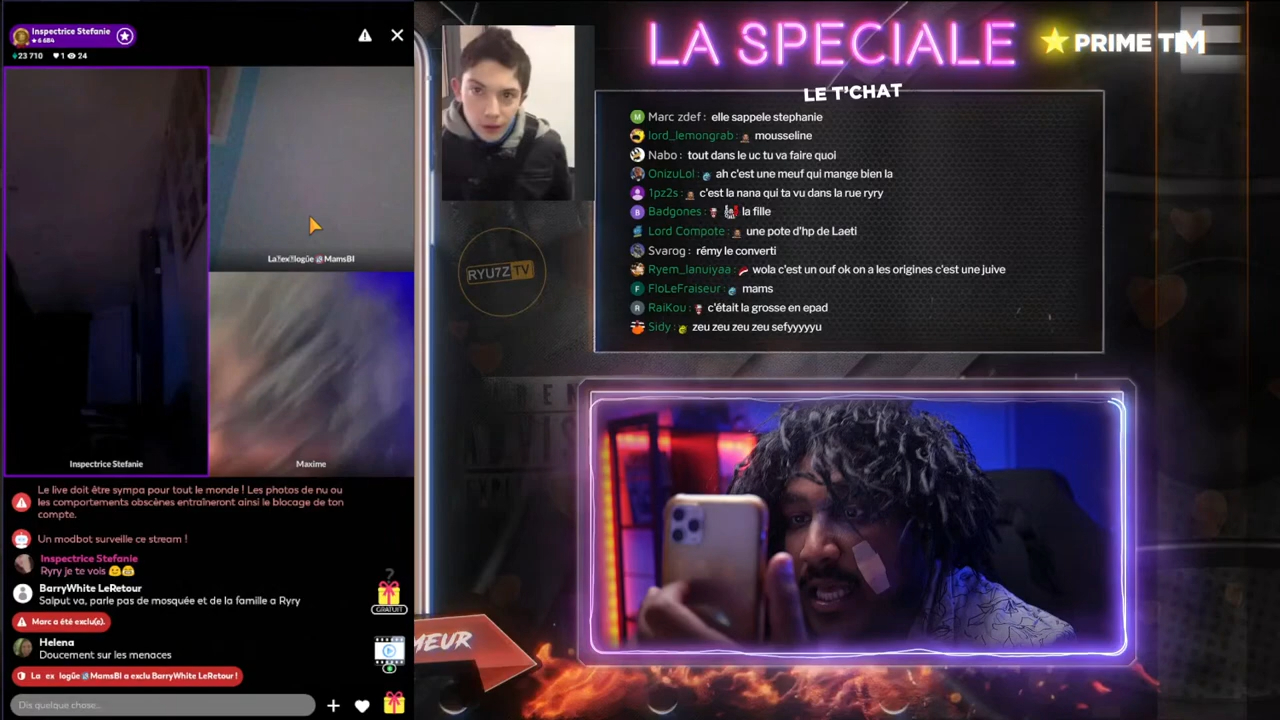 Inspectrice Stefanie
★ 6 684
23 710 ♥ 1 24
La ex logûe MamsBl
Inspectrice Stefanie
Maxime
Le live doit être sympa pour tout le monde ! Les photos de nu ou
les comportements obscènes entraîneront ainsi le blocage de ton
compte.
Un modbot surveille ce stream !
Inspectrice Stefanie
Ryry je te vois
BarryWhite LeRetour
Salput va, parle pas de mosquée et de la famille a Ryry
Marc a été exclu(e).
Helena
Doucement sur les menaces
La ex logûe MamsBl a exclu BarryWhite LeRetour !
Dis quelque chose...
?
GRATUIT
LA SPECIALE
PRIME TIM
LE T'CHAT
M Marc zdef : elle sappele stephanie
lord_lemongrab : mousseline
Nabo : tout dans le uc tu va faire quoi
OnizuLol : ah c'est une meuf qui mange bien la
1pz2s : c'est la nana qui ta vu dans la rue ryry
B Badgones : la fille
Lord Compote : une pote d'hp de Laeti
Svarog : rémy le converti
Ryem_lanuiyaa : wola c'est un ouf ok on a les origines c'est une juive
F FloLeFraiseur : mams
R RaiKou : c'était la grosse en epad
Sidy : zeu zeu zeu zeu sefyyyyu
RYU7Z TV
MEUR